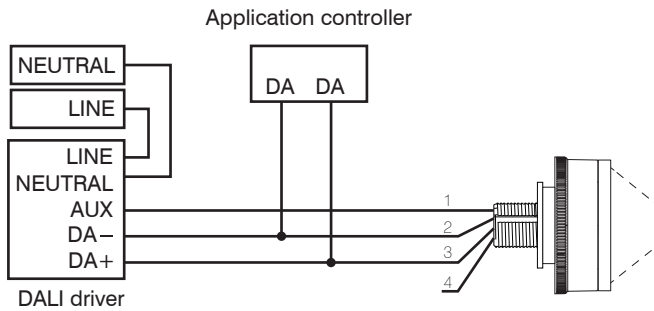 Application controller
NEUTRAL
LINE
DA DA
LINE
NEUTRAL
AUX
DA−
DA+
DALI driver
1
2
3
4